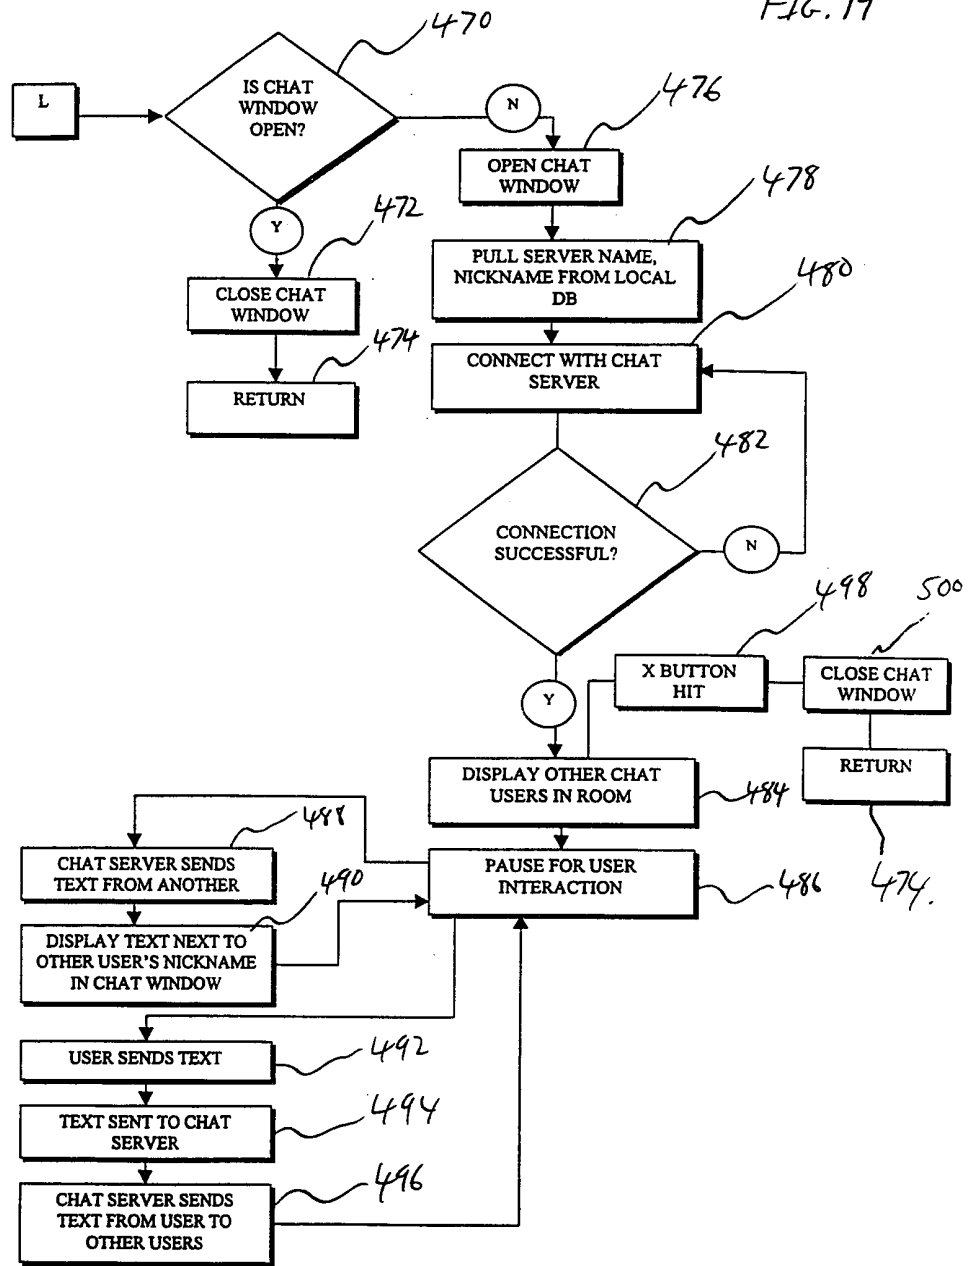 FIG. 17
470
L
IS CHAT
WINDOW
OPEN?
N
476
OPEN CHAT
WINDOW
Y
472
478
CLOSE CHAT
WINDOW
PULL SERVER NAME,
NICKNAME FROM LOCAL
DB
480
474
RETURN
CONNECT WITH CHAT
SERVER
482
CONNECTION
SUCCESSFUL?
N
498
500
X BUTTON
HIT
CLOSE CHAT
WINDOW
Y
DISPLAY OTHER CHAT
USERS IN ROOM
484
RETURN
474.
488
CHAT SERVER SENDS
TEXT FROM ANOTHER
PAUSE FOR USER
INTERACTION
486
490
DISPLAY TEXT NEXT TO
OTHER USER'S NICKNAME
IN CHAT WINDOW
492
USER SENDS TEXT
494
TEXT SENT TO CHAT
SERVER
496
CHAT SERVER SENDS
TEXT FROM USER TO
OTHER USERS